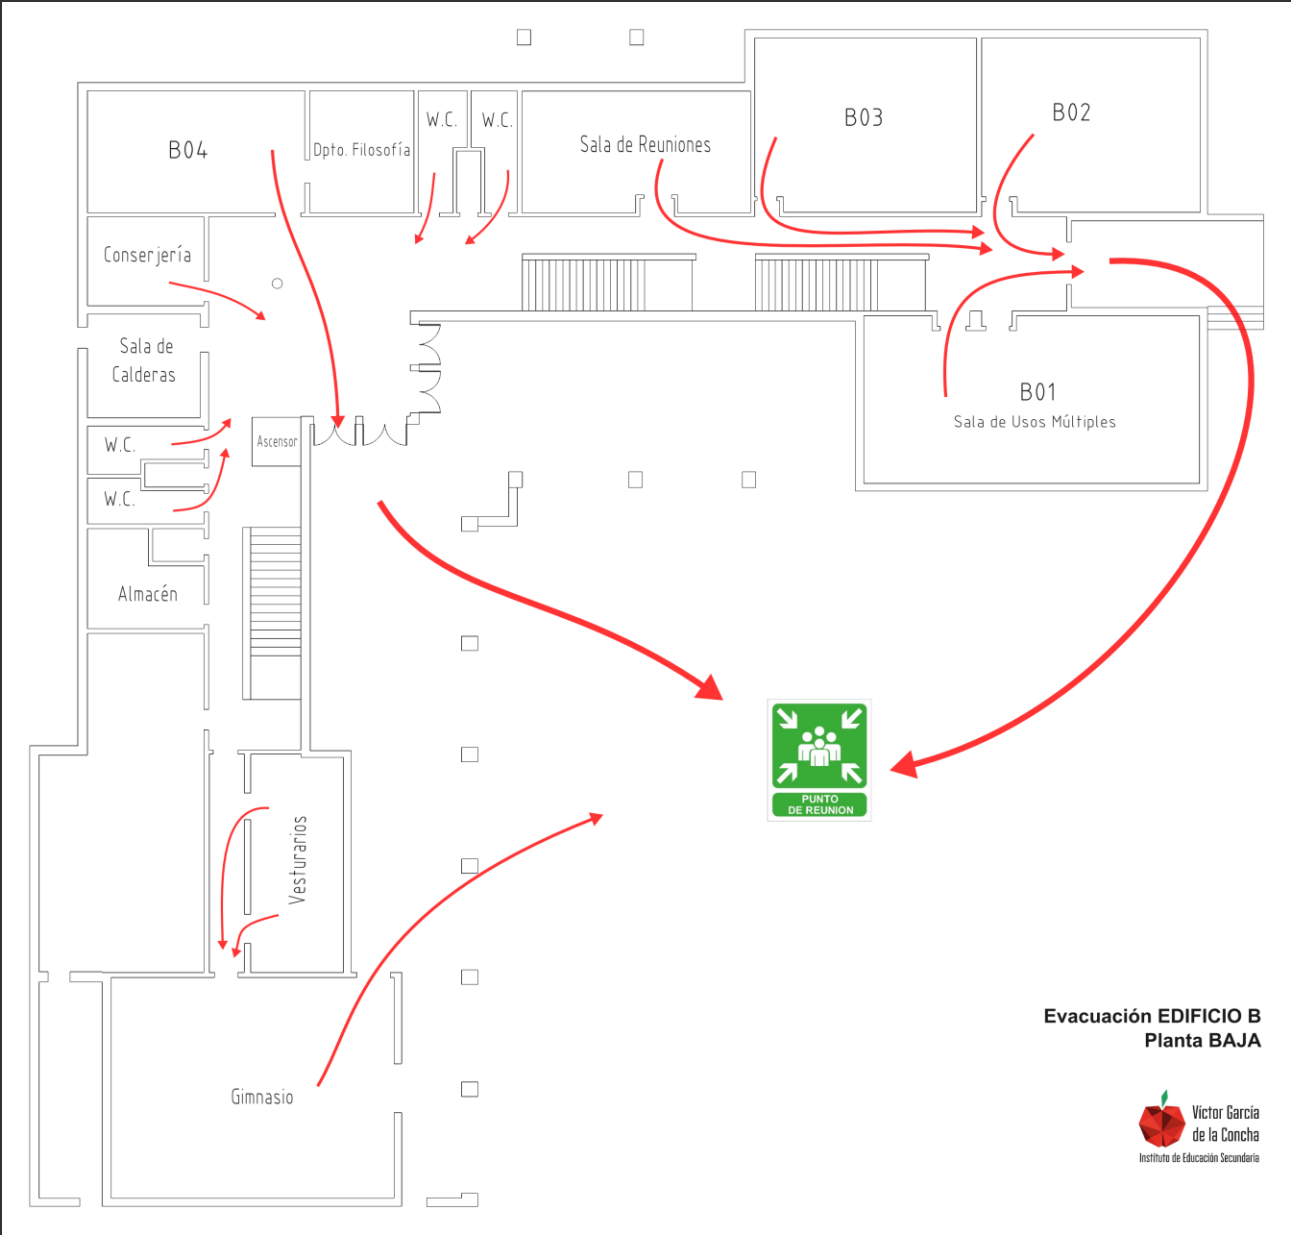 B04
Dpto. Filosofía
W.C.
W.C.
Sala de Reuniones
B03
B02
Conserjería
Sala de
Calderas
W.C.
W.C.
Ascensor
Almacén
B01
Sala de Usos Múltiples
Vesturarios
Gimnasio
PUNTO
DE REUNION
Evacuación EDIFICIO B
Planta BAJA
Víctor García
de la Concha
Instituto de Educación Secundaria